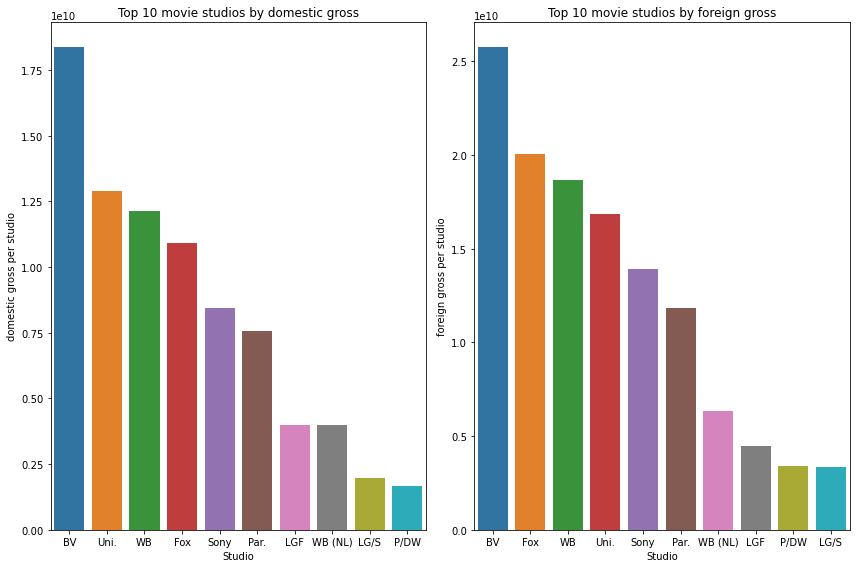 Top 10 movie studios by domestic gross
1e10
1.75
1.50
1.25
1.00
0.75
0.50
0.25
0.00
domestic gross per studio
BV Uni. WB Fox Sony Par. LGF WB (NL) LG/S P/DW
Studio
Top 10 movie studios by foreign gross
1e10
2.5
2.0
1.5
1.0
0.5
0.0
foreign gross per studio
BV Fox WB Uni. Sony Par. WB (NL) LGF P/DW LG/S
Studio